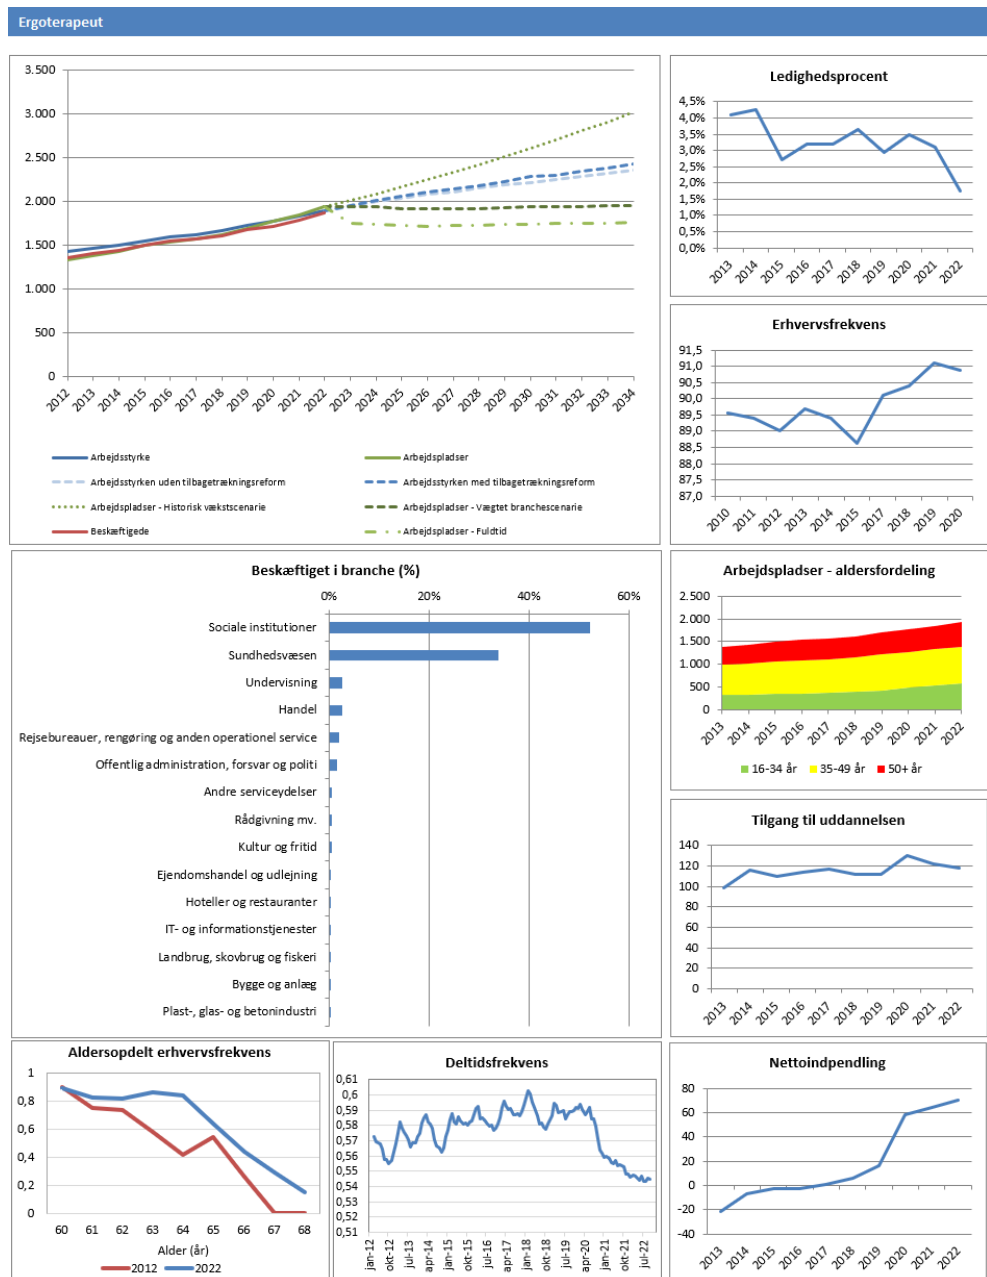 Ergoterapeut
3.500
3.000
2.500
2.000
1.500
1.000
500
0
2012 2013 2014 2015 2016 2017 2018 2019 2020 2021 2022 2023 2024 2025 2026 2027 2028 2029 2030 2031 2032 2033 2034
Arbejdsstyrke
Arbejdspladser
Arbejdsstyrken uden tilbagetrækningsreform
Arbejdsstyrken med tilbagetrækningsreform
Arbejdspladser - Historisk vækstscenarie
Arbejdspladser - Vægtet branchescenarie
Beskæftigede
Arbejdspladser - Fuldtid
Ledighedsprocent
4,5%
4,0%
3,5%
3,0%
2,5%
2,0%
1,5%
1,0%
0,5%
0,0%
2013 2014 2015 2016 2017 2018 2019 2020 2021 2022
Erhvervsfrekvens
91,5
91,0
90,5
90,0
89,5
89,0
88,5
88,0
87,5
87,0
2010 2011 2012 2013 2014 2015 2017 2018 2019 2020
Beskæftiget i branche (%)
0% 20% 40% 60%
Sociale institutioner
Sundhedsvæsen
Undervisning
Handel
Rejsebureauer, rengøring og anden operationel service
Offentlig administration, forsvar og politi
Andre serviceydelser
Rådgivning mv.
Kultur og fritid
Ejendomshandel og udlejning
Hoteller og restauranter
IT- og informationstjenester
Landbrug, skovbrug og fiskeri
Bygge og anlæg
Plast-, glas- og betonindustri
Arbejdspladser - aldersfordeling
2.500
2.000
1.500
1.000
500
0
2013 2014 2015 2016 2017 2018 2019 2020 2021 2022
16-34 år 35-49 år 50+ år
Tilgang til uddannelsen
140
120
100
80
60
40
20
0
2013 2014 2015 2016 2017 2018 2019 2020 2021 2022
Aldersopdelt erhvervsfrekvens
1
0,8
0,6
0,4
0,2
0
60 61 62 63 64 65 66 67 68
Alder (år)
2012 2022
Deltidsfrekvens
0,61
0,6
0,59
0,58
0,57
0,56
0,55
0,54
0,53
0,52
0,51
jan-12 okt-12 jul-13 apr-14 jan-15 okt-15 jul-16 apr-17 jan-18 okt-18 jul-19 apr-20 jan-21 okt-21 jul-22
Nettoindpendling
80
60
40
20
0
-20
-40
2013 2014 2015 2016 2017 2018 2019 2020 2021 2022